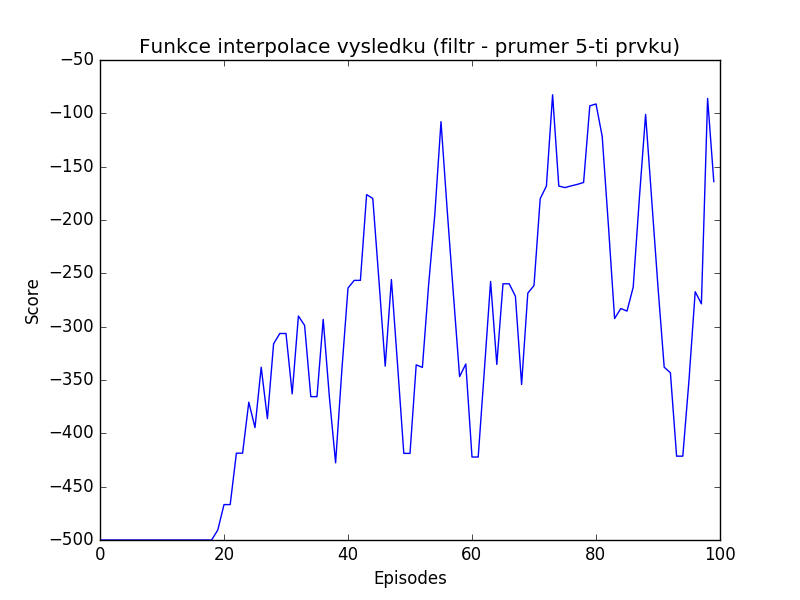 Funkce interpolace vysledku (filtr - prumer 5-ti prvku)
−50
−100
−150
−200
−250
−300
−350
−400
−450
−500
Score
0 20 40 60 80 100
Episodes